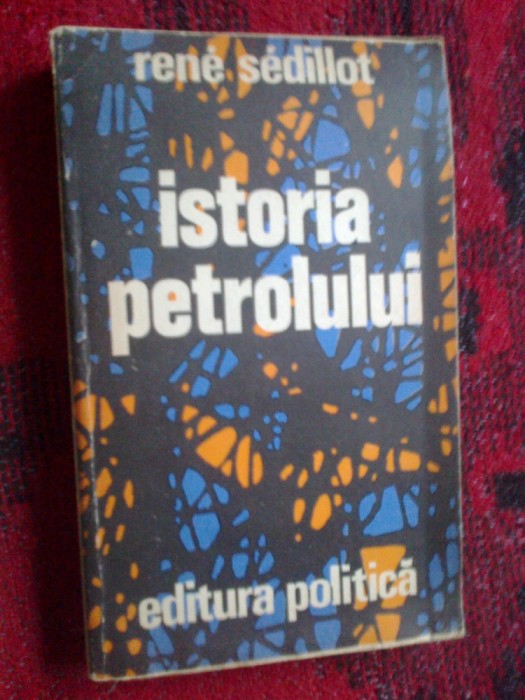 rené sédillot
istoria
petrolului
editura politică